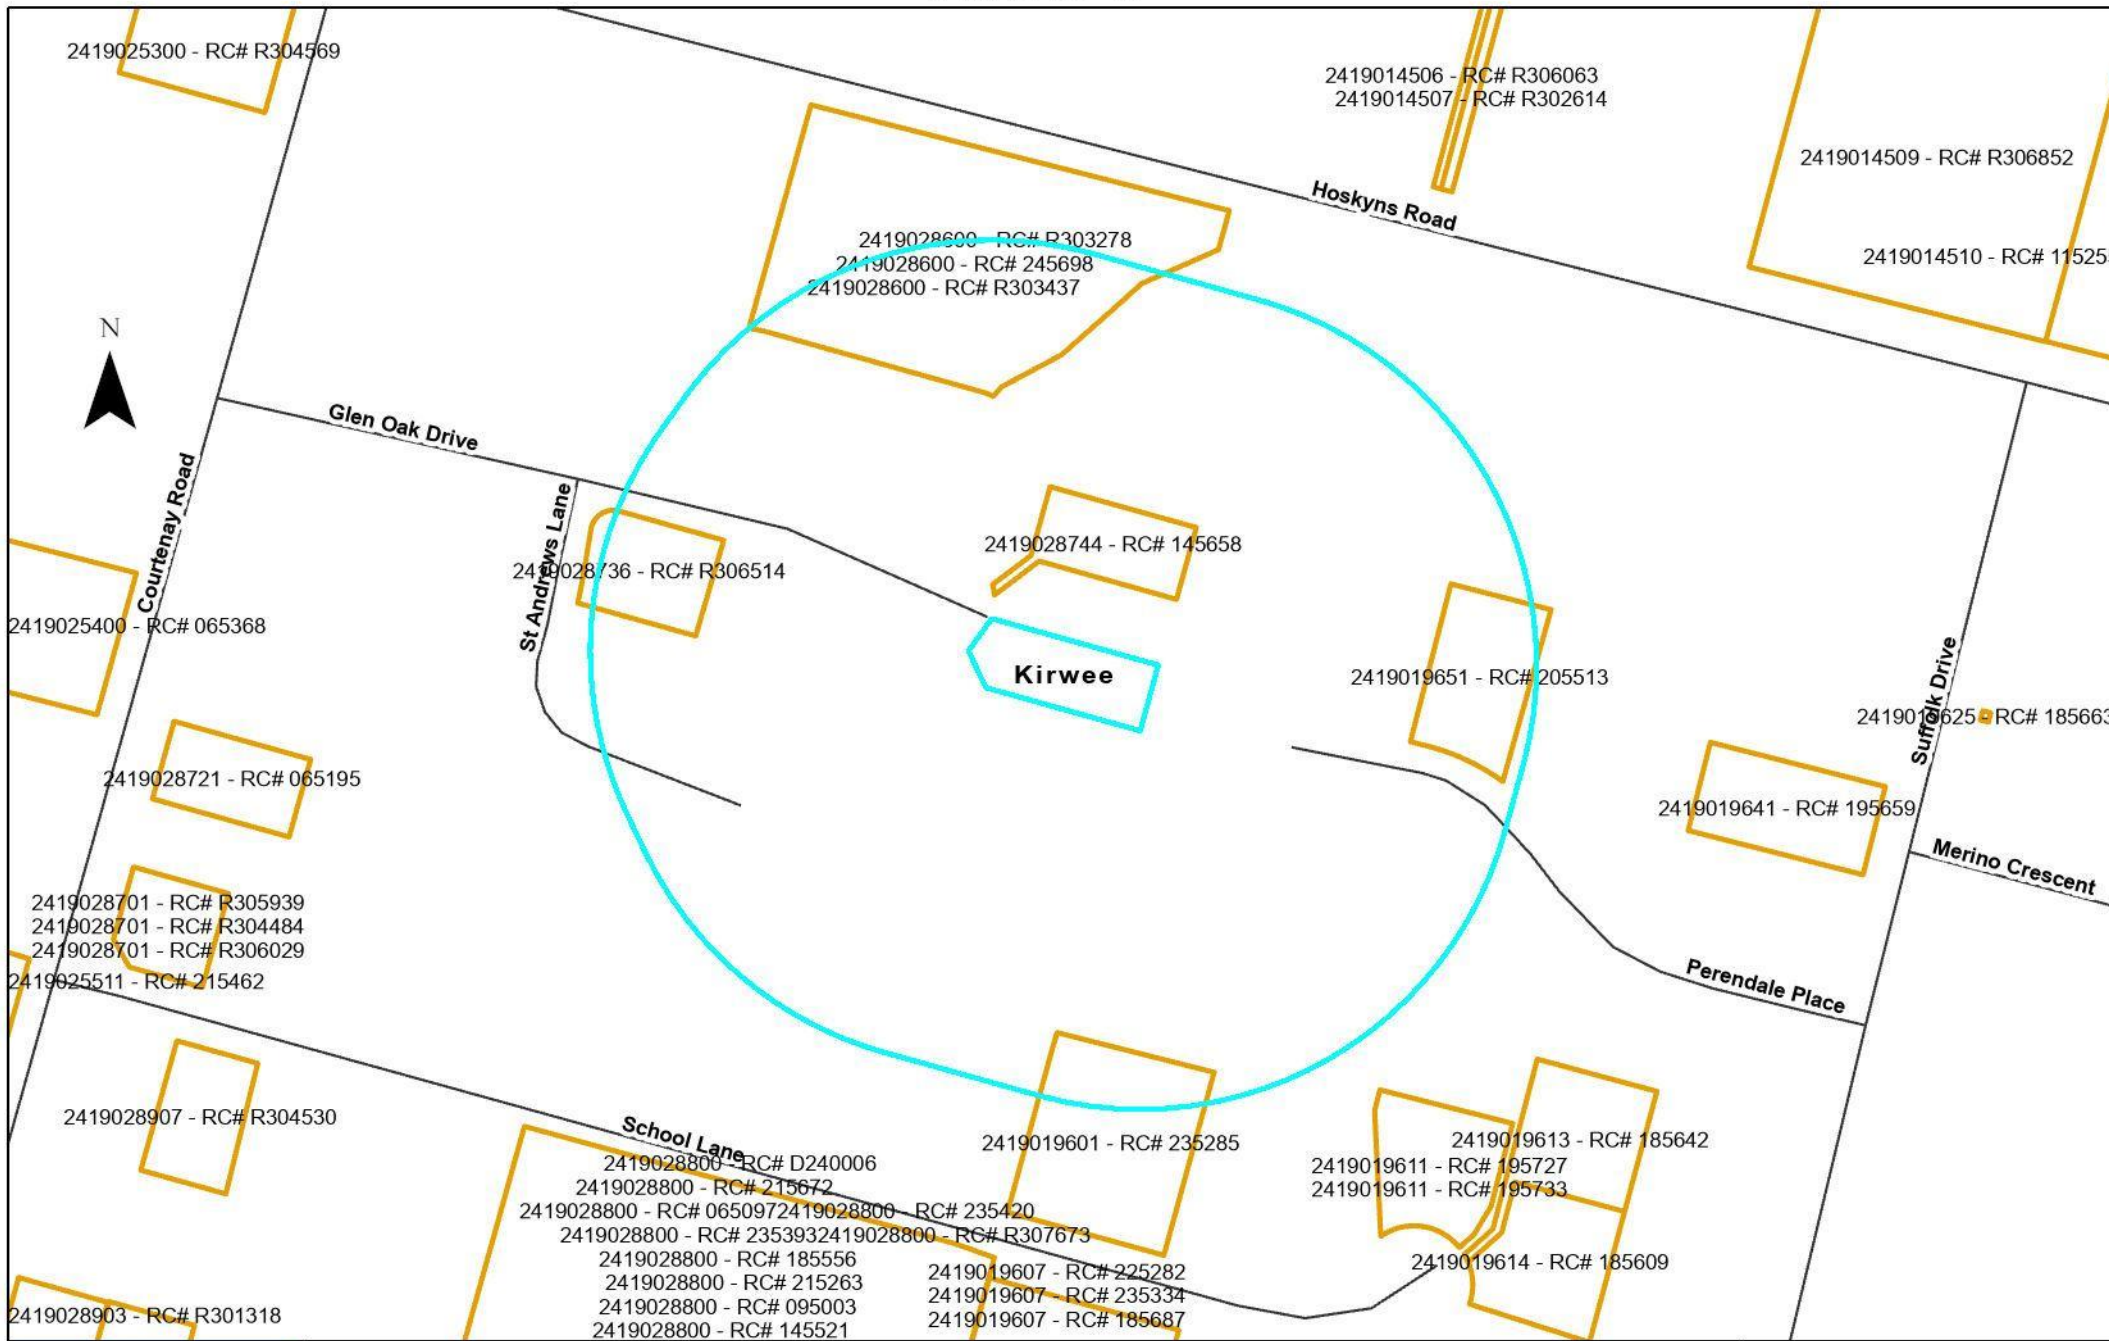 2419025300 - RC# R304569
2419014506 - RC# R306063
2419014507 - RC# R302614
2419014509 - RC# R306852
Hoskyns Road
2419028600 - RC# R303278
2419028600 - RC# 245698
2419028600 - RC# R303437
2419014510 - RC# 11525
N
Glen Oak Drive
Courtenay Road
St Andrews Lane
2419028744 - RC# 145658
2419028736 - RC# R306514
2419025400 - RC# 065368
Kirwee
2419019651 - RC# 205513
Suffolk Drive
2419019625 - RC# 185663
2419028721 - RC# 065195
2419019641 - RC# 195659
Merino Crescent
2419028701 - RC# R305939
2419028701 - RC# R304484
2419028701 - RC# R306029
2419025511 - RC# 215462
Perendale Place
2419028907 - RC# R304530
School Lane
2419019601 - RC# 235285
2419019613 - RC# 185642
2419019611 - RC# 195727
2419019611 - RC# 195733
2419028800 - RC# D240006
2419028800 - RC# 215672
2419028800 - RC# 0650972419028800 - RC# 235420
2419028800 - RC# 2353932419028800 - RC# R307673
2419028800 - RC# 185556
2419028800 - RC# 215263
2419028800 - RC# 095003
2419028800 - RC# 145521
2419019614 - RC# 185609
2419019607 - RC# 225282
2419019607 - RC# 235334
2419019607 - RC# 185687
2419028903 - RC# R301318